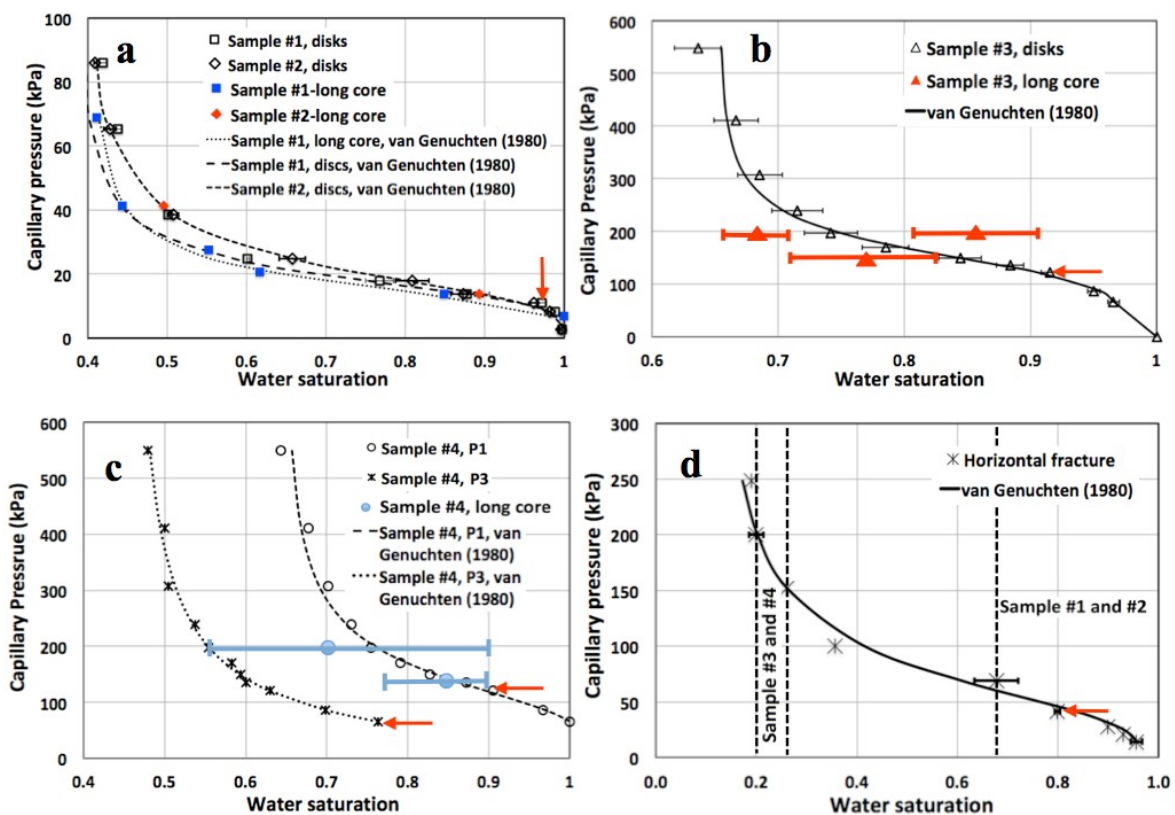 100
80
60
40
20
0
Capillary pressure (kPa)
a
Sample #1, disks
Sample #2, disks
Sample #1-long core
Sample #2-long core
Sample #1, long core, van Genuchten (1980)
Sample #1, discs, van Genuchten (1980)
Sample #2, discs, van Genuchten (1980)
0.4 0.5 0.6 0.7 0.8 0.9 1
Water saturation
600
500
400
300
200
100
0
Capillary Pressrue (kPa)
b
Sample #3, disks
Sample #3, long core
van Genuchten (1980)
0.6 0.7 0.8 0.9 1
Water saturation
600
500
400
300
200
100
0
Capillary Pressrue (kPa)
c
Sample #4, P1
Sample #4, P3
Sample #4, long core
Sample #4, P1, van
Genuchten (1980)
Sample #4, P3, van
Genuchten (1980)
0.4 0.5 0.6 0.7 0.8 0.9 1
Water saturation
300
250
200
150
100
50
0
Capillary pressure (kPa)
d
Horizontal fracture
van Genuchten (1980)
Sample #3 and #4
Sample #1 and #2
0.0 0.2 0.4 0.6 0.8 1.0
Water saturation